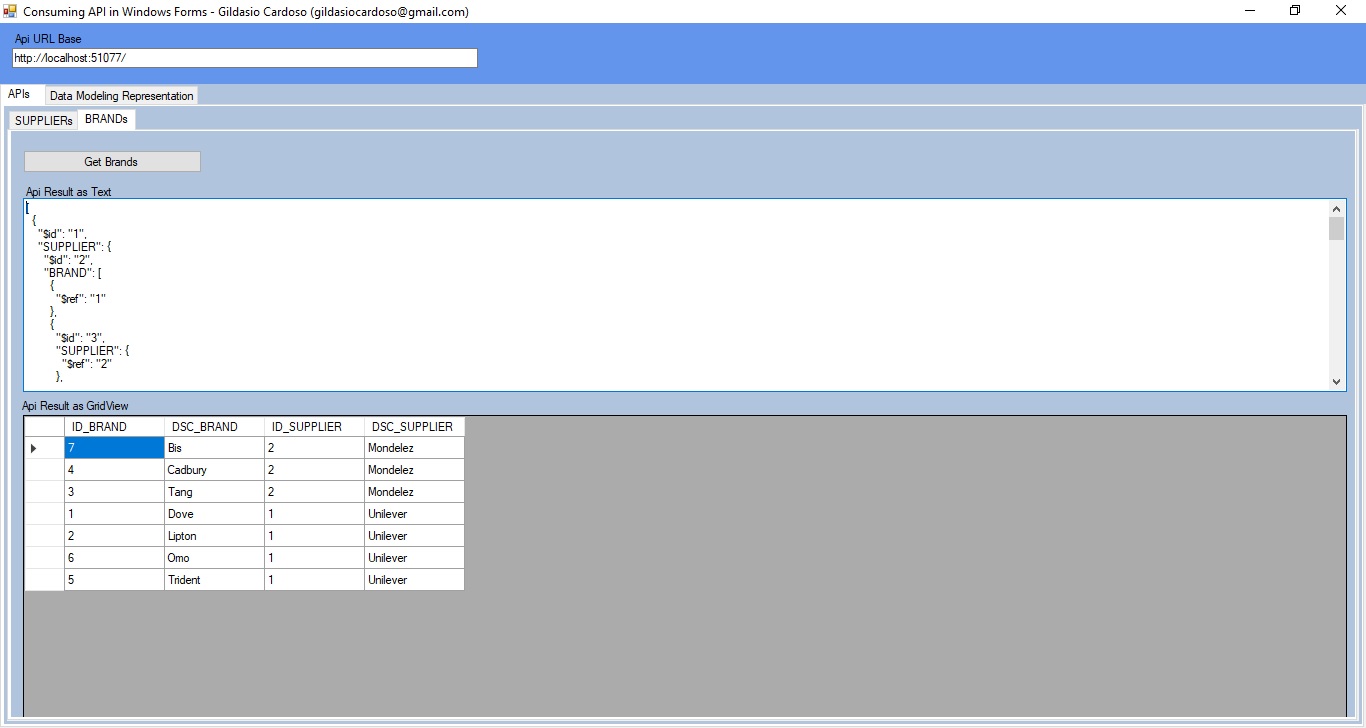 Consuming API in Windows Forms - Gildasio Cardoso (gildasiocardoso@gmail.com)
Api URL Base
http://localhost:51077/
APIs Data Modeling Representation
SUPPLIERs BRANDs
Get Brands
Api Result as Text
[
{
"$id": "1",
"SUPPLIER": {
"$id": "2",
"BRAND": [
{
"$ref": "1"
},
{
"$id": "3",
"SUPPLIER": {
"$ref": "2"
},
Api Result as GridView
ID_BRAND DSC_BRAND ID_SUPPLIER DSC_SUPPLIER
7 Bis 2 Mondelez
4 Cadbury 2 Mondelez
3 Tang 2 Mondelez
1 Dove 1 Unilever
2 Lipton 1 Unilever
6 Omo 1 Unilever
5 Trident 1 Unilever